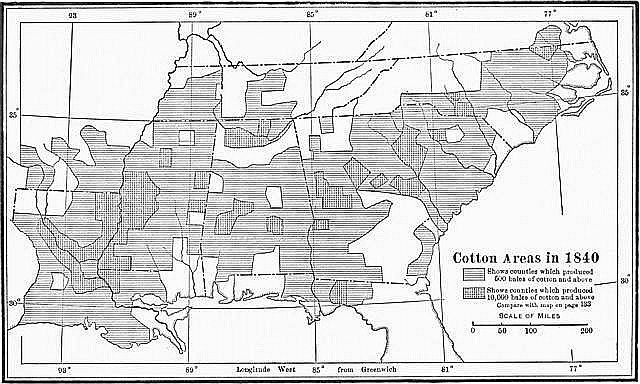 93 89° 85° 81° 77°
35° 35°
Cotton Areas in 1840
Shows counties which produced
500 bales of cotton and above
Shows counties which produced
10,000 bales of cotton and above
Compare with map on page
SCALE OF MILES
0 50 100 200
30° 30°
93° 89° Longitude West 85° from Greenwich 81° 77°